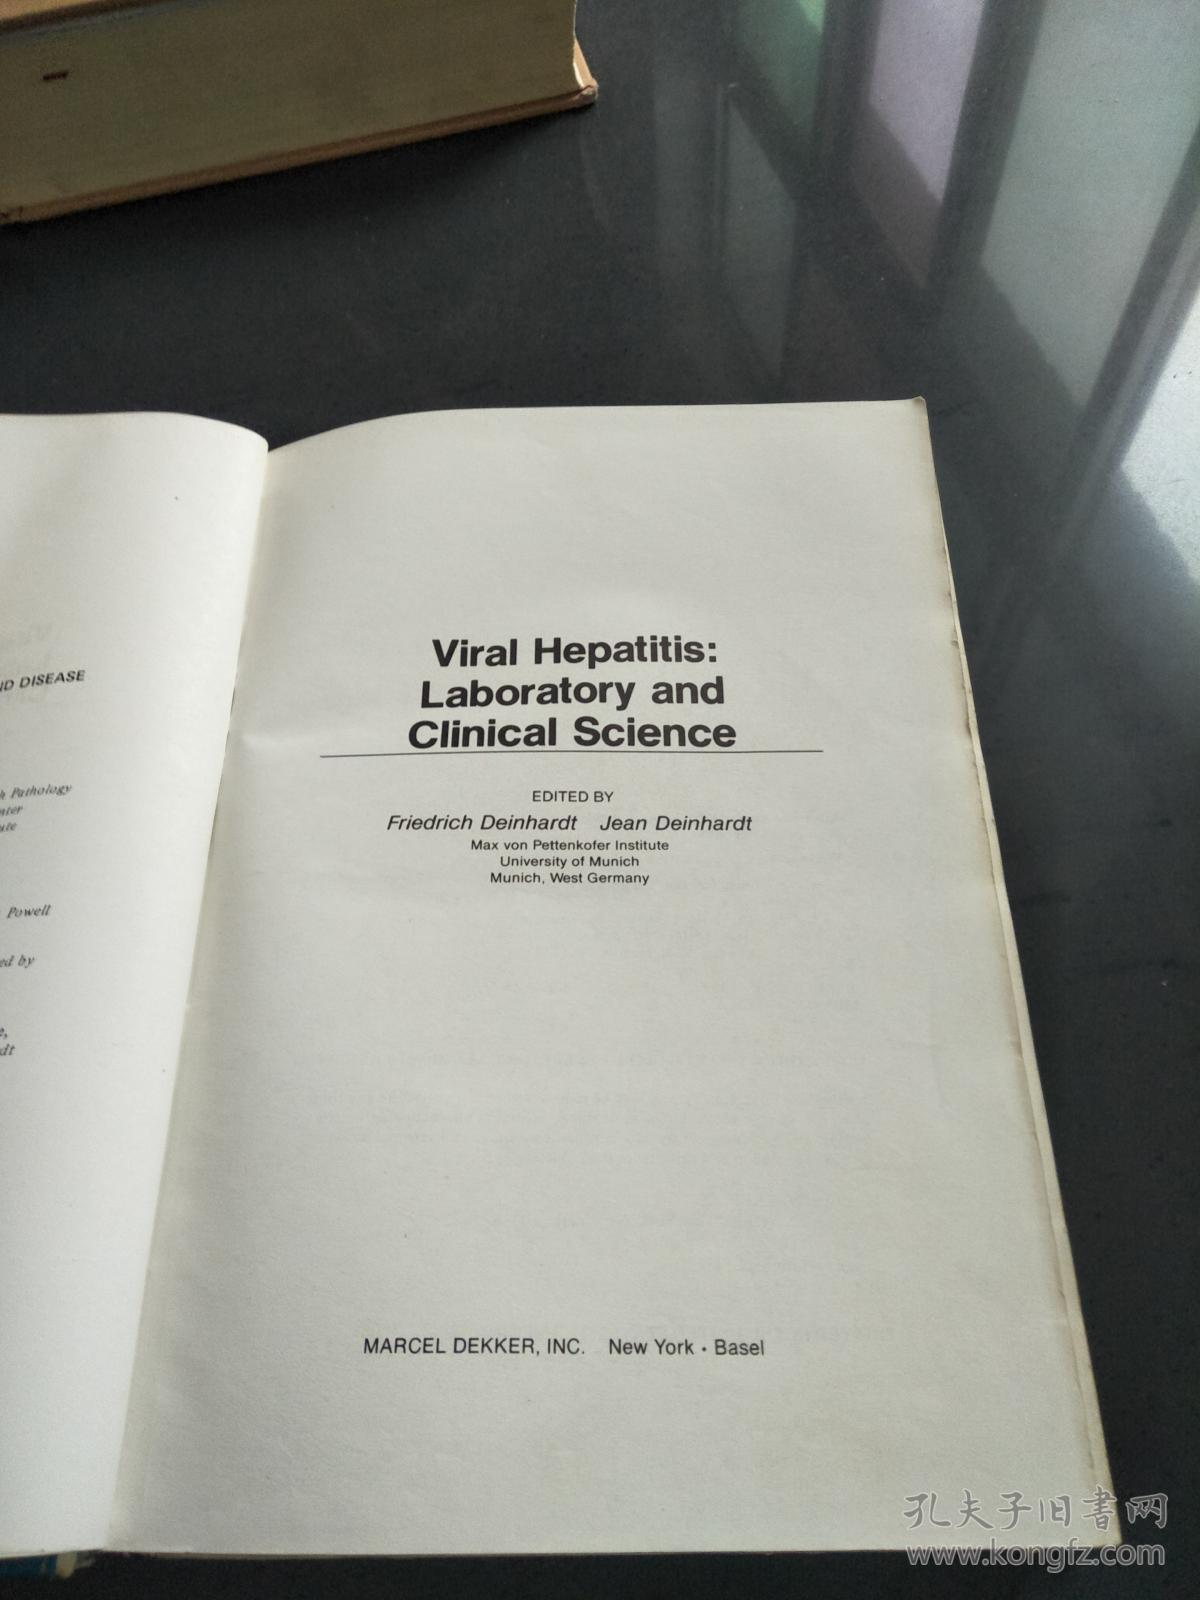 DISEASE
Pathology
Powell
by
Viral Hepatitis:
Laboratory and
Clinical Science
EDITED BY
Friedrich Deinhardt Jean Deinhardt
Max von Pettenkofer Institute
University of Munich
Munich, West Germany
MARCEL DEKKER, INC. New York • Basel
孔夫子旧书网
www.kongfz.com